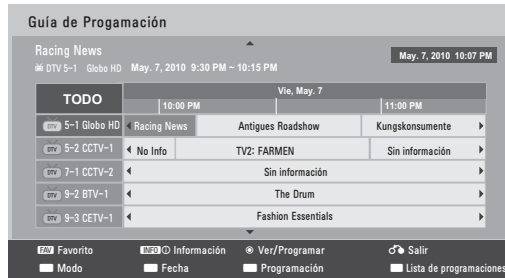 Guía de Progamación
Racing News
DTV 5-1 Globo HD May. 7, 2010 9:30 PM ~ 10:15 PM
May. 7, 2010 10:07 PM
TODO
Vie, May. 7
10:00 PM 11:00 PM
DTV 5-1 Globo HD Racing News Antigues Roadshow Kungskonsumente
DTV 5-2 CCTV-1 No Info TV2: FARMEN Sin información
DTV 7-1 CCTV-2 Sin información
DTV 9-2 BTV-1 The Drum
DTV 9-3 CETV-1 Fashion Essentials
FAV Favorito INFO Información Ver/Programar Salir
Modo Fecha Programación Lista de programaciones